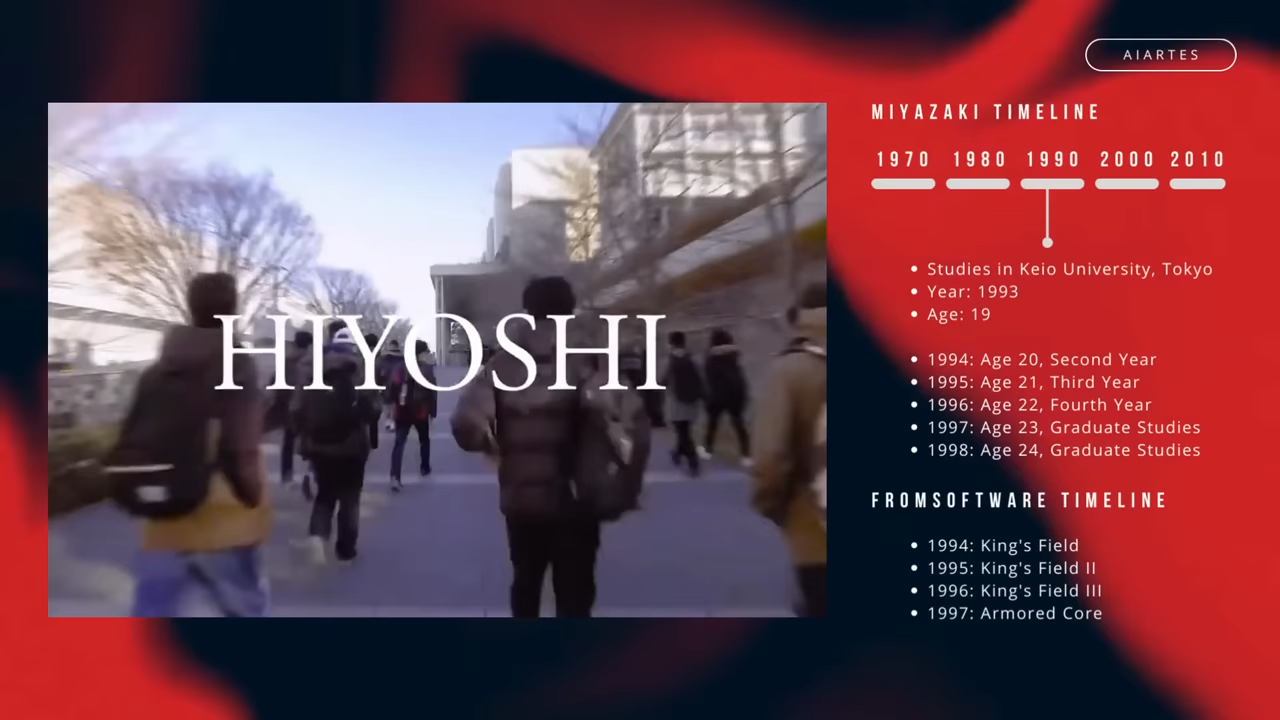 AIARTES
HIYOSHI
MIYAZAKI TIMELINE
1970 1980 1990 2000 2010
Studies in Keio University, Tokyo
Year: 1993
Age: 19
1994: Age 20, Second Year
1995: Age 21, Third Year
1996: Age 22, Fourth Year
1997: Age 23, Graduate Studies
1998: Age 24, Graduate Studies
FROMSOFTWARE TIMELINE
1994: King's Field
1995: King's Field II
1996: King's Field III
1997: Armored Core